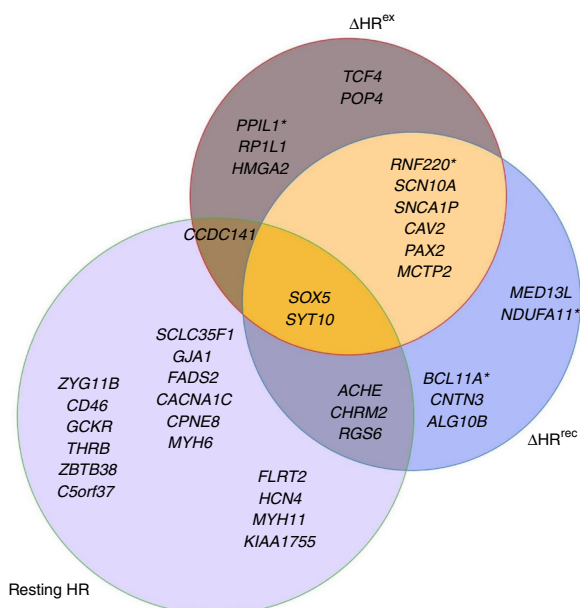 ΔHR^ex
TCF4
POP4
PPIL1*
RP1L1
HMGA2
RNF220*
SCN10A
SNCA1P
CAV2
PAX2
MCTP2
CCDC141
SOX5
SYT10
MED13L
NDUFA11*
SCLC35F1
GJA1
FADS2
CACNA1C
CPNE8
MYH6
ZYG11B
CD46
GCKR
THRB
ZBTB38
C5orf37
ACHE
CHRM2
RGS6
BCL11A*
CNTN3
ALG10B
ΔHR^rec
FLRT2
HCN4
MYH11
KIAA1755
Resting HR